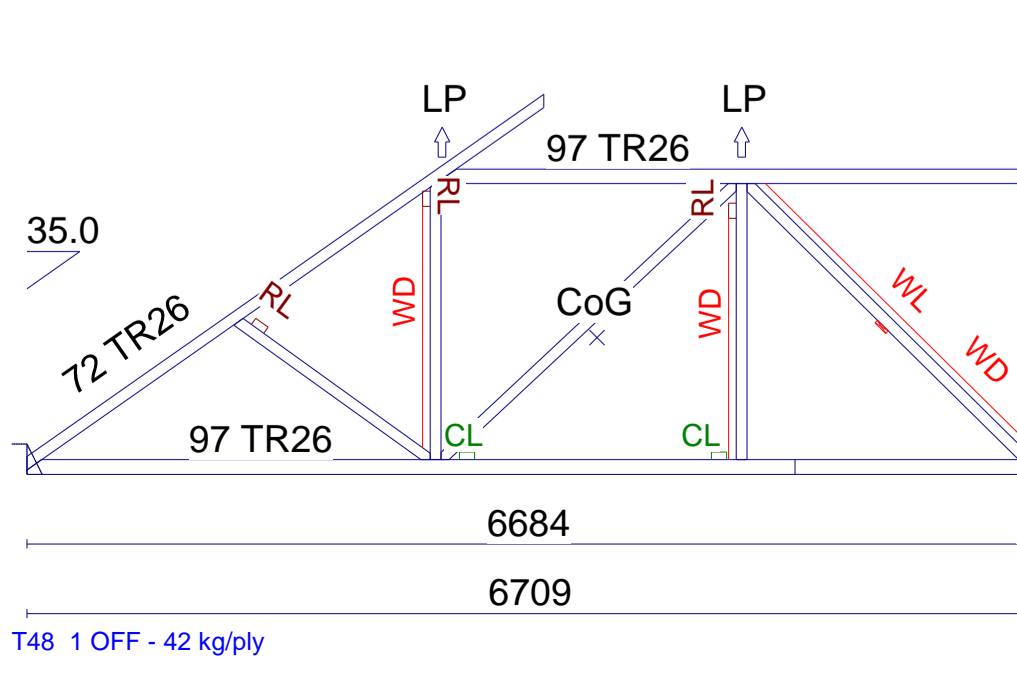 LP
LP
97 TR26
RL
RL
35.0
RL
WD
CoG
WD
WL
72 TR26
WD
97 TR26
CL
CL
6684
6709
T48 1 OFF - 42 kg/ply